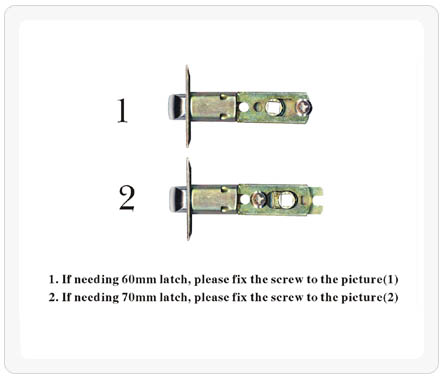 1
2
1. If needing 60mm latch, please fix the screw to the picture(1)
2. If needing 70mm latch, please fix the screw to the picture(2)